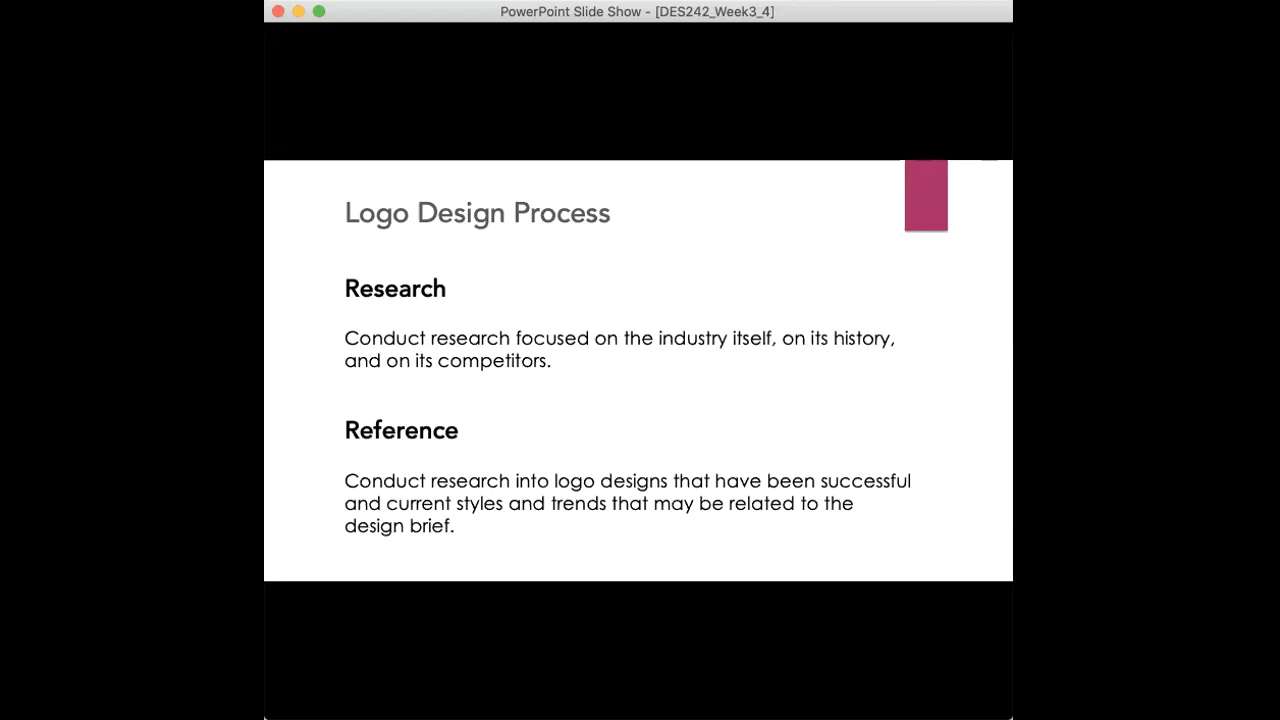 PowerPoint Slide Show - [DES242_Week3_4]
Logo Design Process
Research
Conduct research focused on the industry itself, on its history,
and on its competitors.
Reference
Conduct research into logo designs that have been successful
and current styles and trends that may be related to the
design brief.